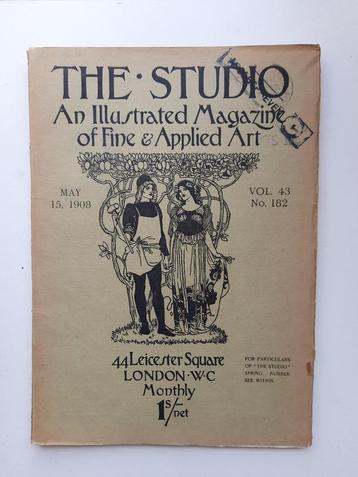 THE · STUDIO
An Illustrated Magazine
of Fine & Applied Art
MAY
15, 1908
VOL. 43
No. 182
44 Leicester Square
LONDON · W·C
Monthly
1s/- net
FOR PARTICULARS
OF "THE STUDIO"
SPRING NUMBER
SEE WITHIN